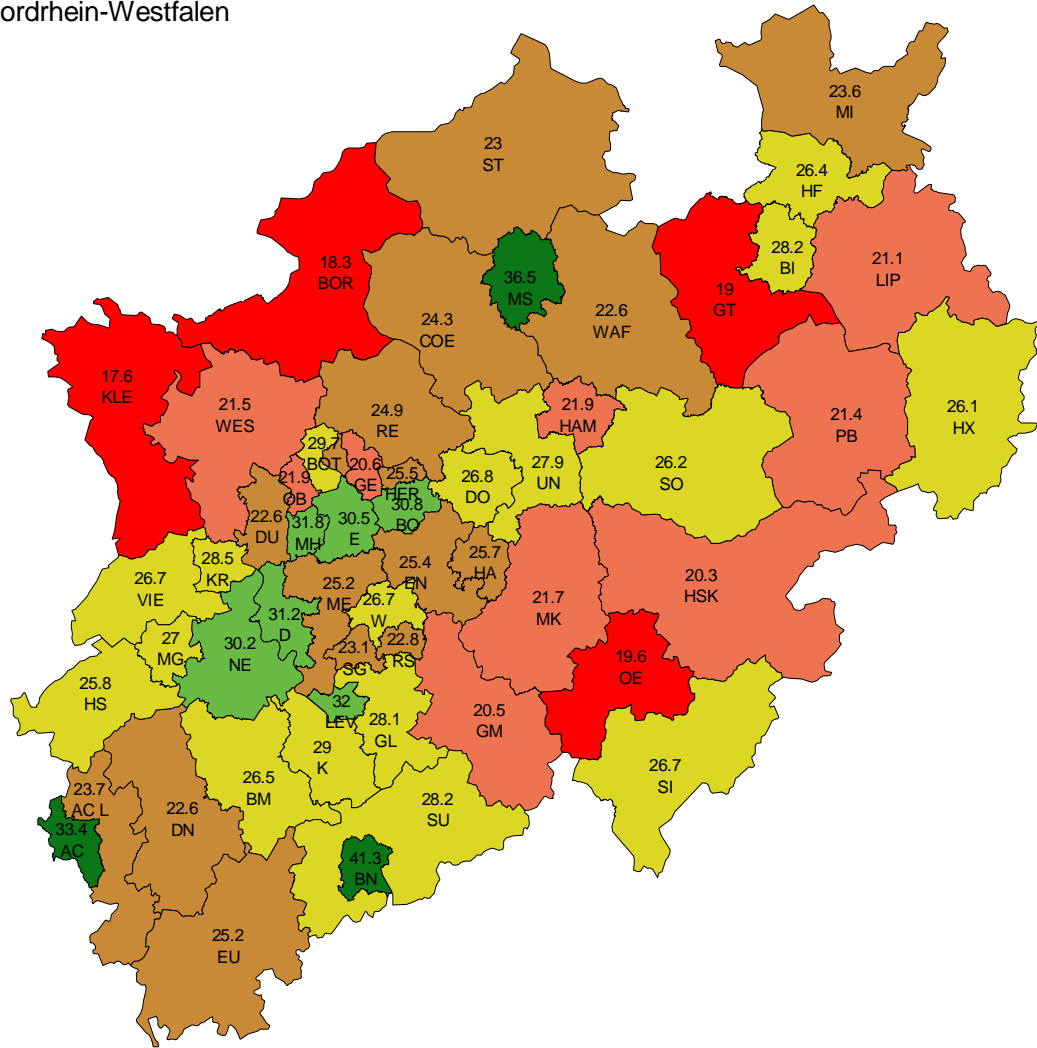 ordrhein-Westfalen
23.6
MI
23
ST
26.4
HF
28.2
BI
21.1
LIP
18.3
BOR
36.5
MS
19
GT
22.6
WAF
24.3
COE
17.6
KLE
21.5
WES
24.9
RE
21.9
HAM
21.4
PB
26.1
HX
29.7
BOT
20.6
GE
25.5
HER
21.9
OB
26.8
DO
27.9
UN
26.2
SO
30.8
BO
22.6
DU
31.8
MH
30.5
E
28.5
KR
25.4
EN
25.7
HA
26.7
VIE
25.2
ME
26.7
W
21.7
MK
20.3
HSK
31.2
D
27
MG
30.2
NE
23.1
SG
22.8
RS
19.6
OE
25.8
HS
32
LEV
28.1
GL
20.5
GM
29
K
26.5
BM
26.7
SI
23.7
AC L
22.6
DN
28.2
SU
33.4
AC
41.3
BN
25.2
EU